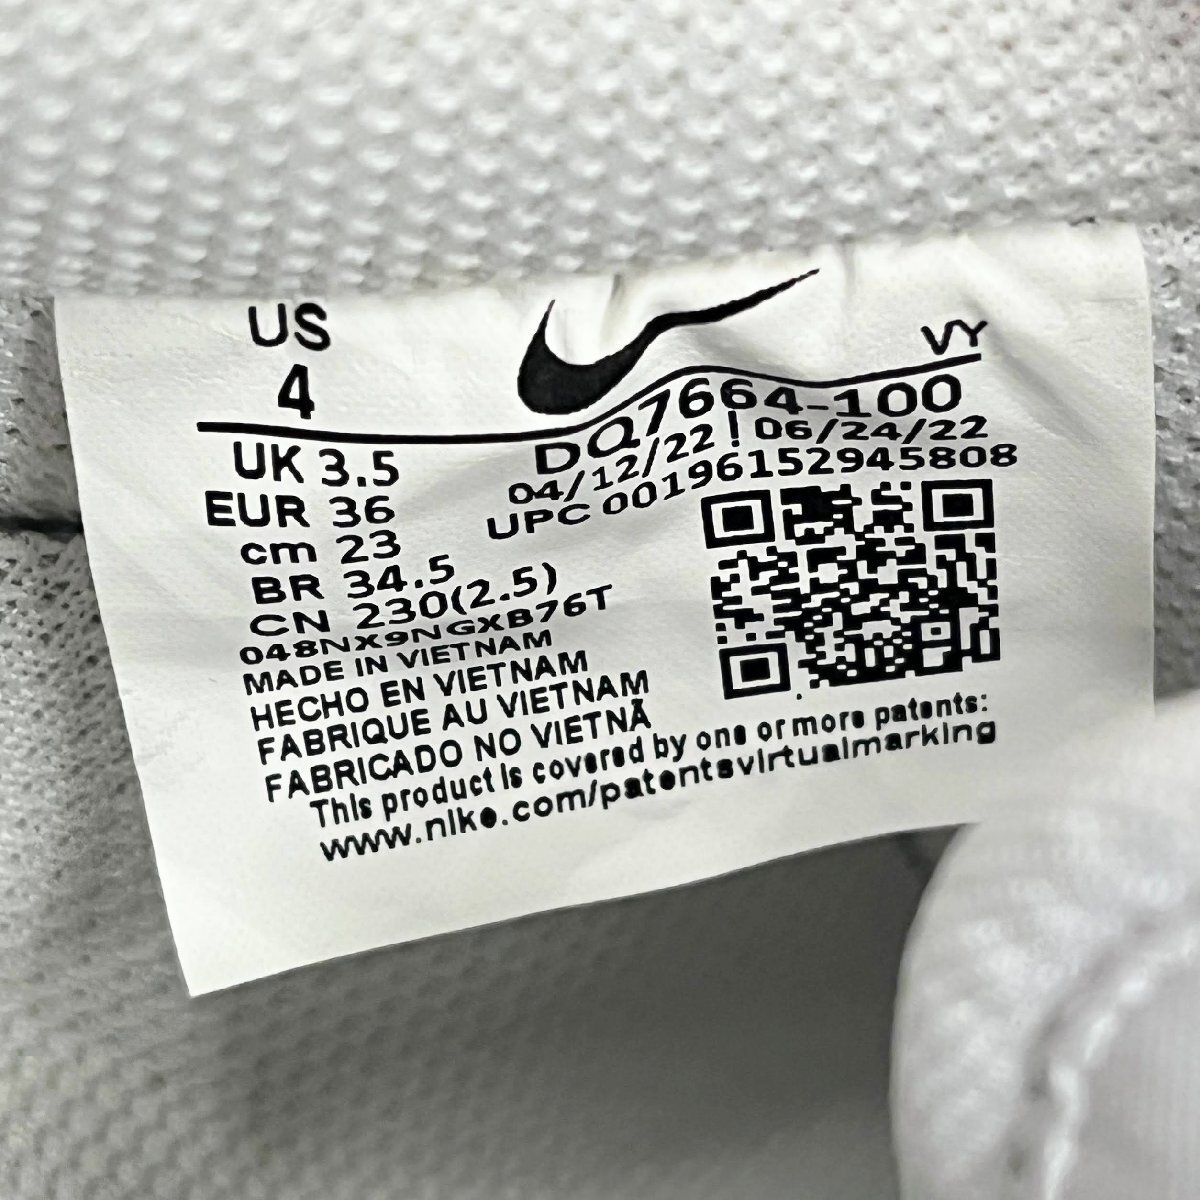 US
4
VY
DQ7664-100
04/12/22 ! 06/24/22
UPC 00196152945808
UK 3.5
EUR 36
cm 23
BR 34.5
CN 230(2.5)
048NX9NGXB76T
MADE IN VIETNAM
HECHO EN VIETNAM
FABRIQUE AU VIETNAM
FABRICADO NO VIETNÃ
This product is covered by one or more patents:
www.nike.com/patentsvirtualmarking